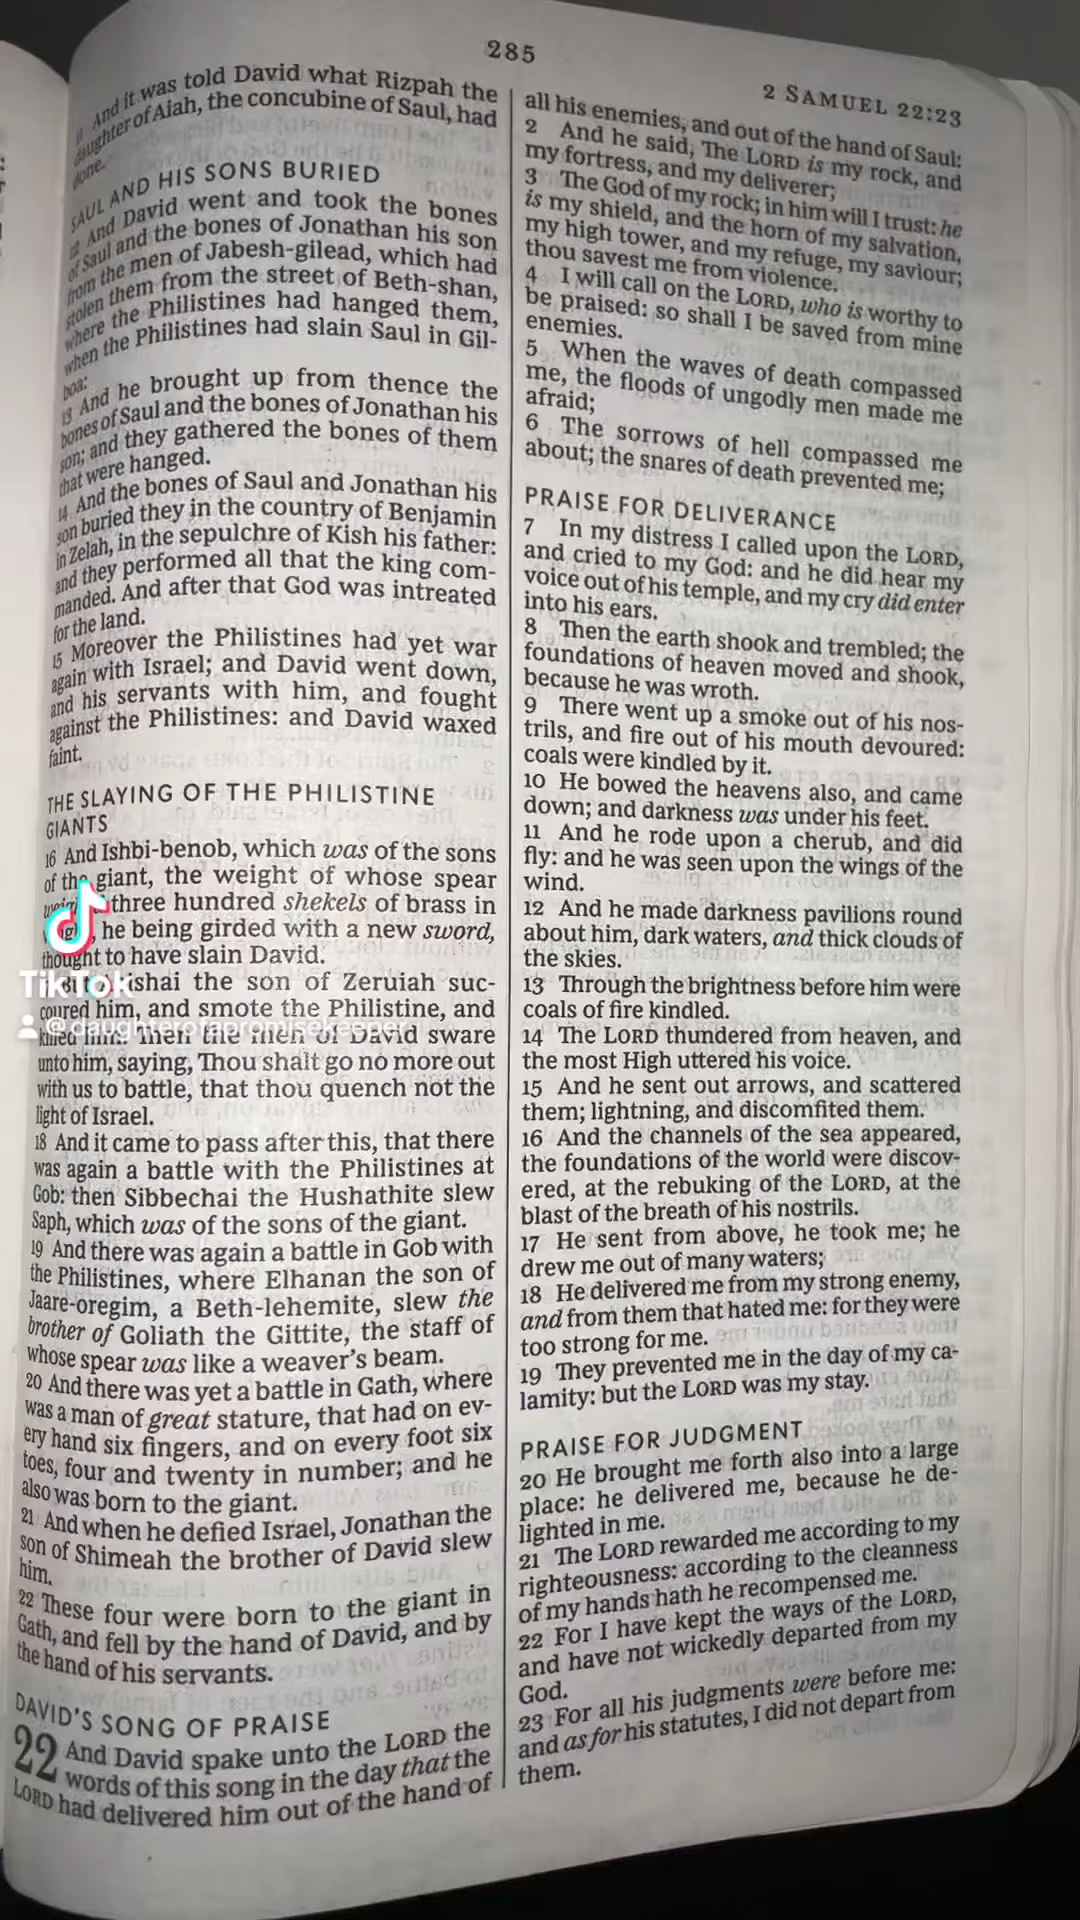 285
2 SAMUEL 22:23
11 And it was told David what Rizpah the
daughter of Aiah, the concubine of Saul, had
done.
SAUL AND HIS SONS BURIED
12 And David went and took the bones
of Saul and the bones of Jonathan his son
from the men of Jabesh-gilead, which had
stolen them from the street of Beth-shan,
where the Philistines had hanged them,
when the Philistines had slain Saul in Gil-
boa:
13 And he brought up from thence the
bones of Saul and the bones of Jonathan his
son; and they gathered the bones of them
that were hanged.
14 And the bones of Saul and Jonathan his
son buried they in the country of Benjamin
in Zelah, in the sepulchre of Kish his father:
and they performed all that the king com-
manded. And after that God was intreated
for the land.
15 Moreover the Philistines had yet war
again with Israel; and David went down,
and his servants with him, and fought
against the Philistines: and David waxed
faint.
THE SLAYING OF THE PHILISTINE
GIANTS
16 And Ishbi-benob, which was of the sons
of the giant, the weight of whose spear
three hundred shekels of brass in
he being girded with a new sword,
thought to have slain David.
ishai the son of Zeruiah suc-
coured him, and smote the Philistine, and
killed him. Then the men of David sware
unto him, saying, Thou shalt go no more out
with us to battle, that thou quench not the
light of Israel.
18 And it came to pass after this, that there
was again a battle with the Philistines at
Gob: then Sibbechai the Hushathite slew
Saph, which was of the sons of the giant.
19 And there was again a battle in Gob with
the Philistines, where Elhanan the son of
Jaare-oregim, a Beth-lehemite, slew the
brother of Goliath the Gittite, the staff of
whose spear was like a weaver's beam.
20 And there was yet a battle in Gath, where
was a man of great stature, that had on ev-
ery hand six fingers, and on every foot six
toes, four and twenty in number; and he
also was born to the giant.
21 And when he defied Israel, Jonathan the
son of Shimeah the brother of David slew
him.
22 These four were born to the giant in
Gath, and fell by the hand of David, and by
the hand of his servants.
DAVID'S SONG OF PRAISE
22 And David spake unto the LORD the
words of this song in the day that the
LORD had delivered him out of the hand of
all his enemies, and out of the hand of Saul:
2 And he said, The LORD is my rock, and
my fortress, and my deliverer;
3 The God of my rock; in him will I trust: he
is my shield, and the horn of my salvation,
my high tower, and my refuge, my saviour;
thou savest me from violence.
4 I will call on the LORD, who is worthy to
be praised: so shall I be saved from mine
enemies.
5 When the waves of death compassed
me, the floods of ungodly men made me
afraid;
6 The sorrows of hell compassed me
about; the snares of death prevented me;
PRAISE FOR DELIVERANCE
7 In my distress I called upon the LORD,
and cried to my God: and he did hear my
voice out of his temple, and my cry did enter
into his ears.
8 Then the earth shook and trembled; the
foundations of heaven moved and shook,
because he was wroth.
9 There went up a smoke out of his nos-
trils, and fire out of his mouth devoured:
coals were kindled by it.
10 He bowed the heavens also, and came
down; and darkness was under his feet.
11 And he rode upon a cherub, and did
fly: and he was seen upon the wings of the
wind.
12 And he made darkness pavilions round
about him, dark waters, and thick clouds of
the skies.
13 Through the brightness before him were
coals of fire kindled.
14 The LORD thundered from heaven, and
the most High uttered his voice.
15 And he sent out arrows, and scattered
them; lightning, and discomfited them.
16 And the channels of the sea appeared,
the foundations of the world were discov-
ered, at the rebuking of the LORD, at the
blast of the breath of his nostrils.
17 He sent from above, he took me; he
drew me out of many waters;
18 He delivered me from my strong enemy,
and from them that hated me: for they were
too strong for me.
19 They prevented me in the day of my ca-
lamity: but the LORD was my stay.
PRAISE FOR JUDGMENT
20 He brought me forth also into a large
place: he delivered me, because he de-
lighted in me.
21 The LORD rewarded me according to my
righteousness: according to the cleanness
of my hands hath he recompensed me.
22 For I have kept the ways of the LORD,
and have not wickedly departed from my
God.
23 For all his judgments were before me:
and as for his statutes, I did not depart from
them.
TikTok
@daughterofapromisekeeper